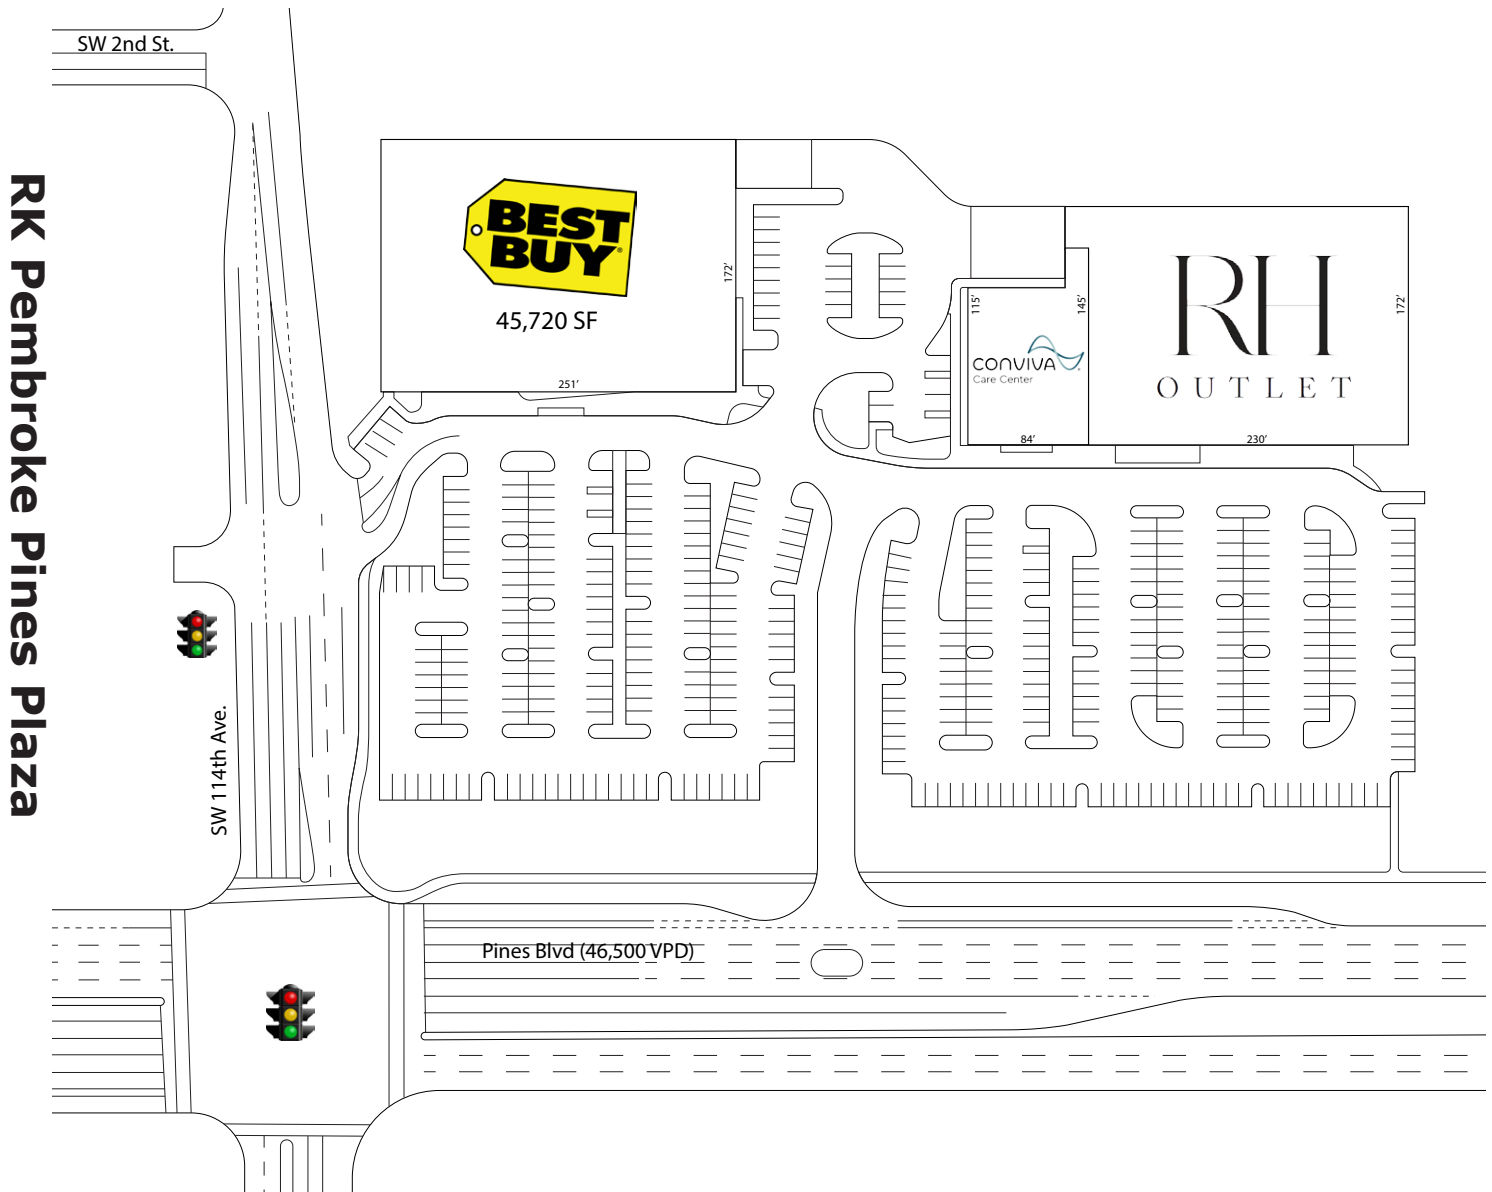 SW 2nd St.
RK Pembroke Pines Plaza
BEST
BUY
®
45,720 SF
172'
251'
115'
145'
CONVIVA
Care Center
84'
RH
OUTLET
172'
230'
SW 114th Ave.
Pines Blvd (46,500 VPD)